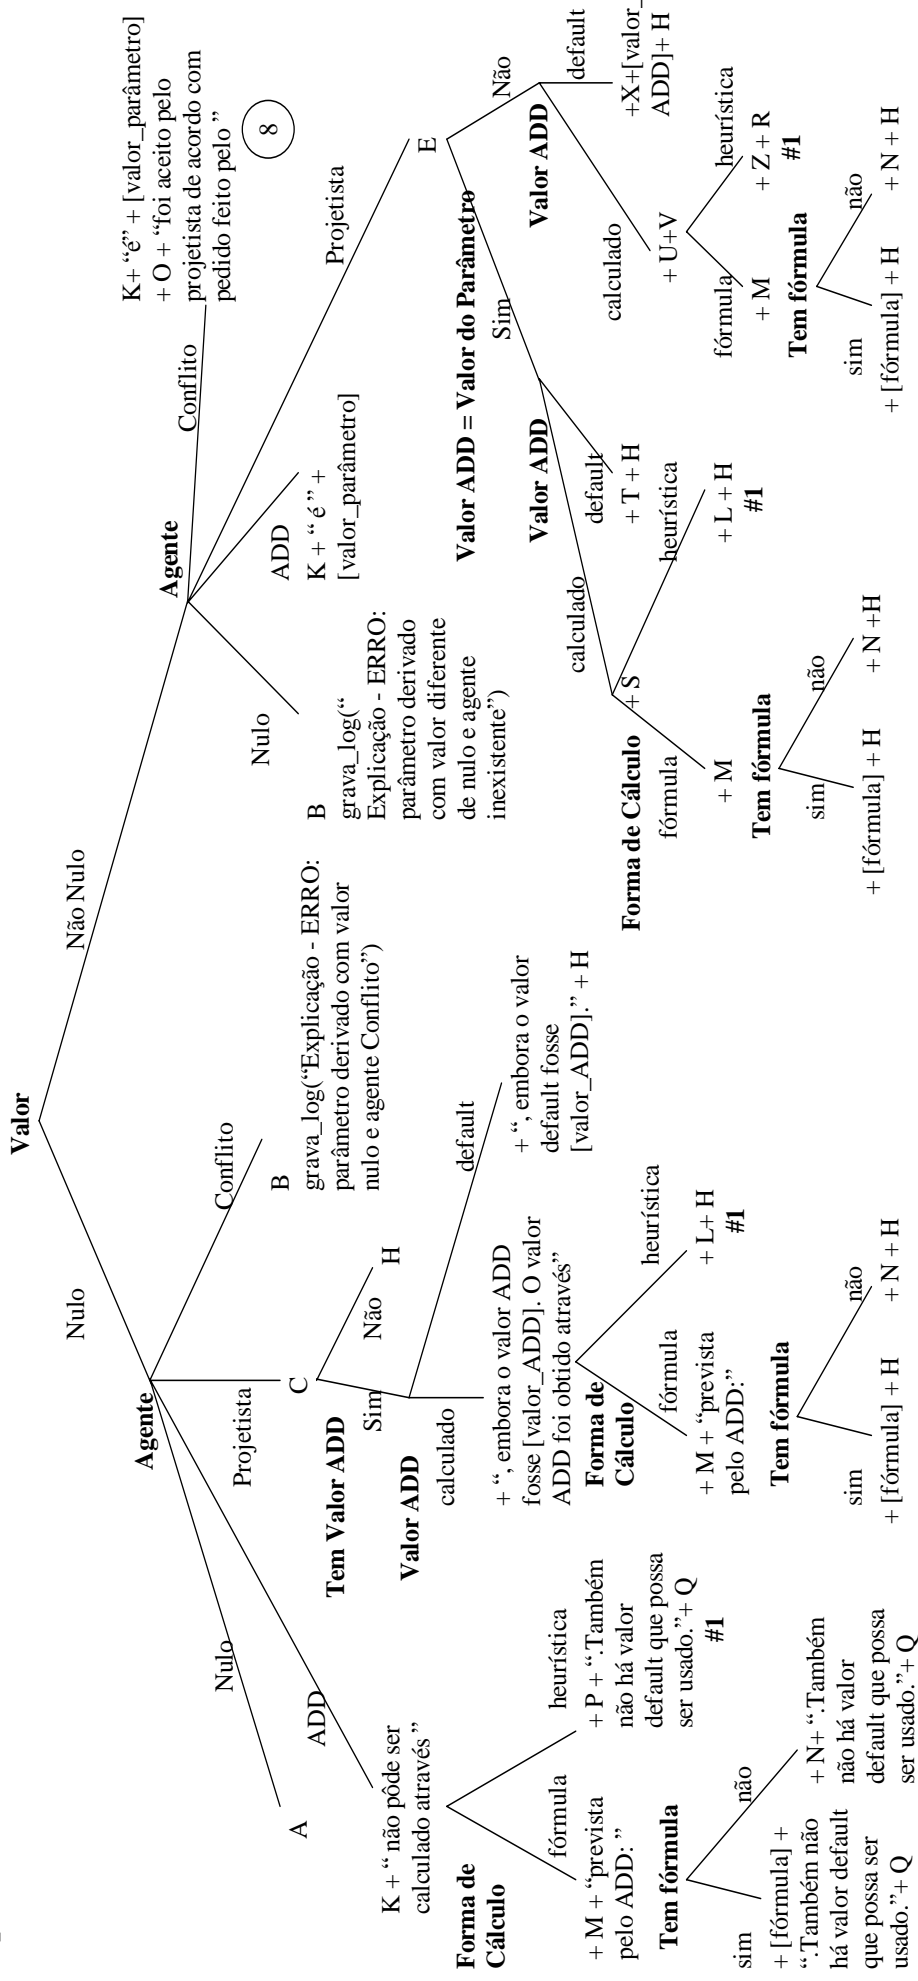 Valor
Nulo
Não Nulo
Agente
Nulo
ADD
Projetista
Conflito
A
K + “ não pôde ser
calculado através ”
Forma de
Cálculo
fórmula
heurística
+ M + “prevista
pelo ADD: ”
+ P + “.Também
não há valor
default que possa
ser usado.”+ Q
#1
Tem fórmula
sim
não
+ [fórmula] +
“.Também não
há valor default
que possa ser
usado.”+ Q
+ N+ “.Também
não há valor
default que possa
ser usado.”+ Q
C
Tem Valor ADD
Sim
Não
H
Valor ADD
calculado
default
+ “, embora o valor ADD
fosse [valor_ADD]. O valor
ADD foi obtido através”
+ “, embora o valor
default fosse
[valor_ADD].” + H
Forma de
Cálculo
fórmula
heurística
+ M + “prevista
pelo ADD:”
+ L+ H
#1
Tem fórmula
sim
não
+ [fórmula] + H
+ N + H
B
grava_log(“Explicação - ERRO:
parâmetro derivado com valor
nulo e agente Conflito”)
Agente
Nulo
ADD
Projetista
Conflito
B
grava_log(“
Explicação - ERRO:
parâmetro derivado
com valor diferente
de nulo e agente
inexistente”)
K + “ é” +
[valor_parâmetro]
K+ “é” + [valor_parâmetro]
+ O + “foi aceito pelo
projetista de acordo com
pedido feito pelo ”
8
E
Valor ADD = Valor do Parâmetro
Sim
Não
Valor ADD
calculado
default
+ S
+ T + H
Forma de Cálculo
fórmula
heurística
+ M
+ L + H
#1
Tem fórmula
sim
não
+ [fórmula] + H
+ N +H
Valor ADD
calculado
default
+ U+V
+X+[valor_
ADD]+ H
fórmula
heurística
+ M
+ Z + R
#1
Tem fórmula
sim
não
+ [fórmula] + H
+ N + H